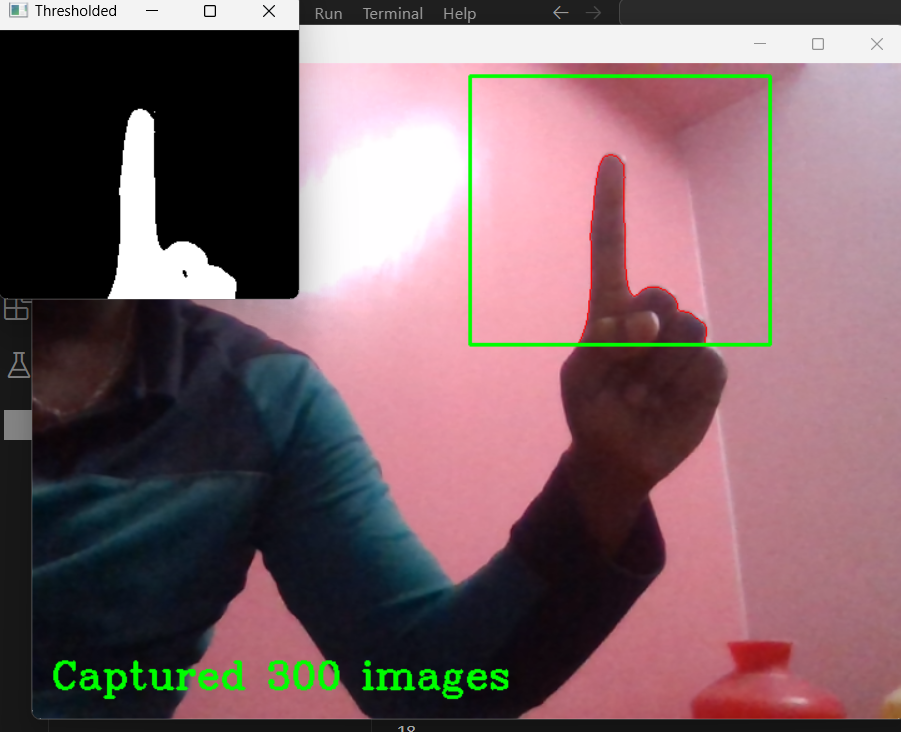 Thresholded
Run Terminal Help
Captured 300 images
18